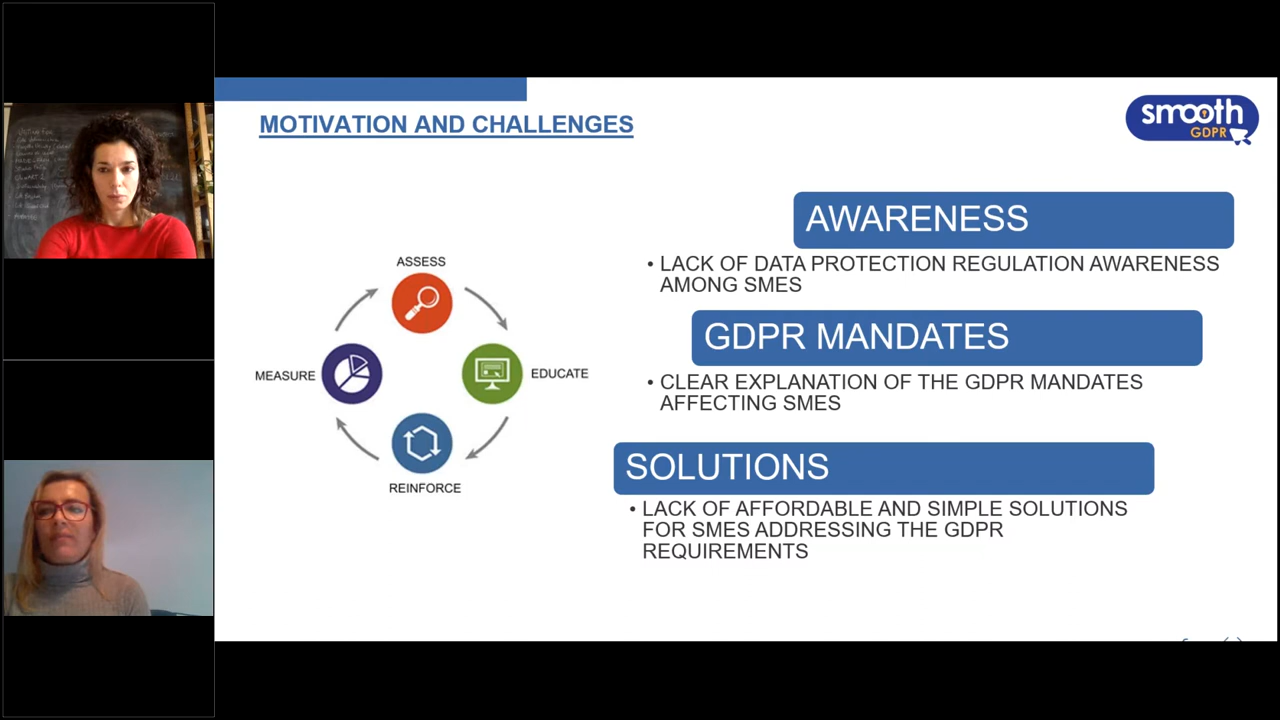 MOTIVATION AND CHALLENGES
smooth
GDPR
AWARENESS
• LACK OF DATA PROTECTION REGULATION AWARENESS
AMONG SMES
GDPR MANDATES
• CLEAR EXPLANATION OF THE GDPR MANDATES
AFFECTING SMES
SOLUTIONS
• LACK OF AFFORDABLE AND SIMPLE SOLUTIONS
FOR SMES ADDRESSING THE GDPR
REQUIREMENTS
ASSESS
EDUCATE
REINFORCE
MEASURE